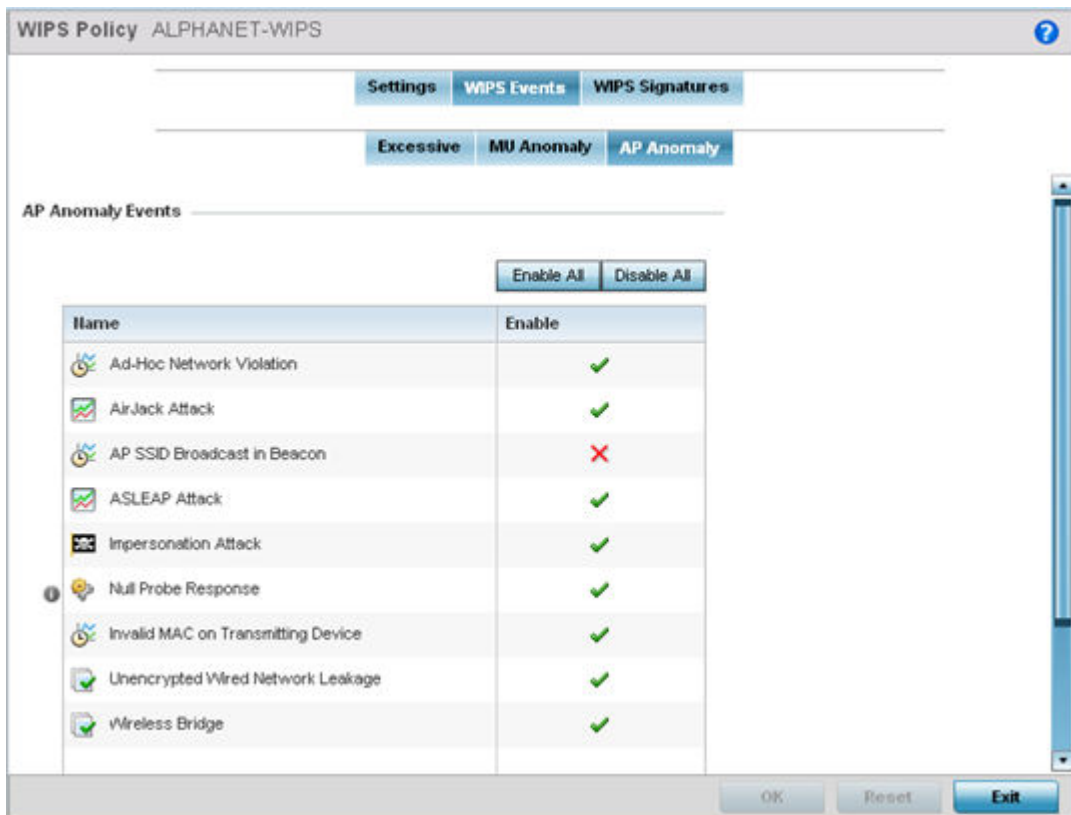 WIPS Policy ALPHANET-WIPS ?
Settings WIPS Events WIPS Signatures
Excessive MU Anomaly AP Anomaly
AP Anomaly Events
Enable All Disable All
Name Enable
Ad-Hoc Network Violation
AirJack Attack
AP SSID Broadcast in Beacon
ASLEAP Attack
Impersonation Attack
Null Probe Response
Invalid MAC on Transmitting Device
Unencrypted Wired Network Leakage
Wireless Bridge
OK Reset Exit